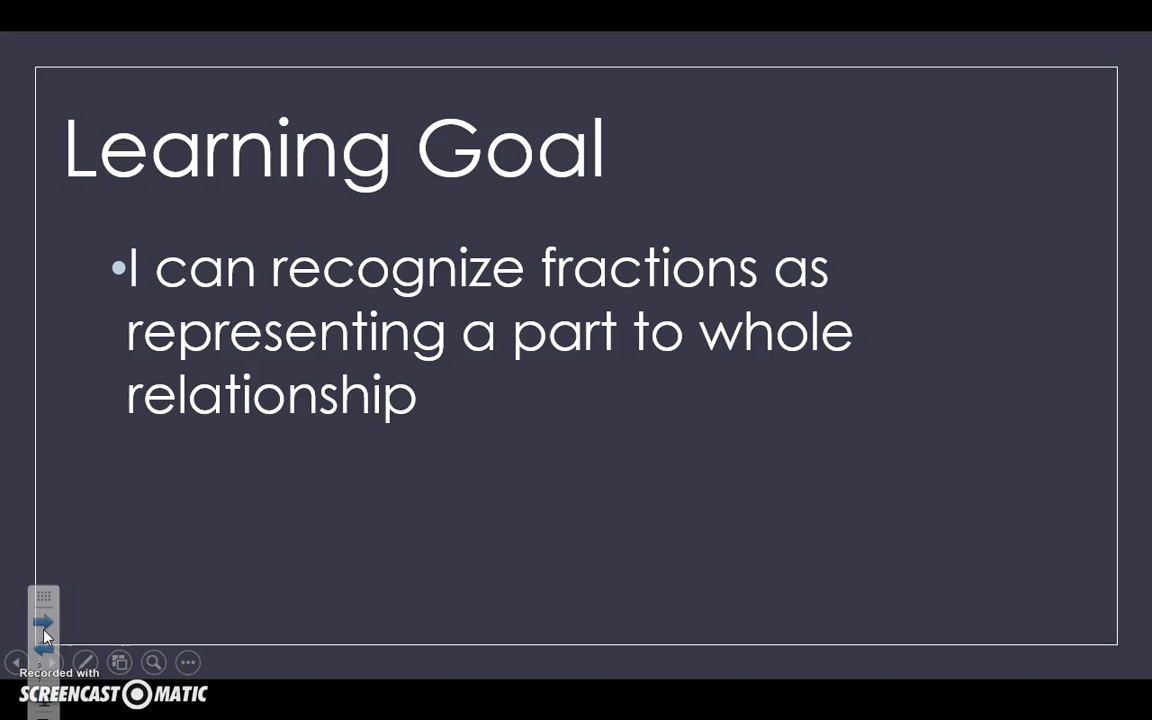 Learning Goal
•I can recognize fractions as
representing a part to whole
relationship
Recorded with
SCREENCAST MATIC